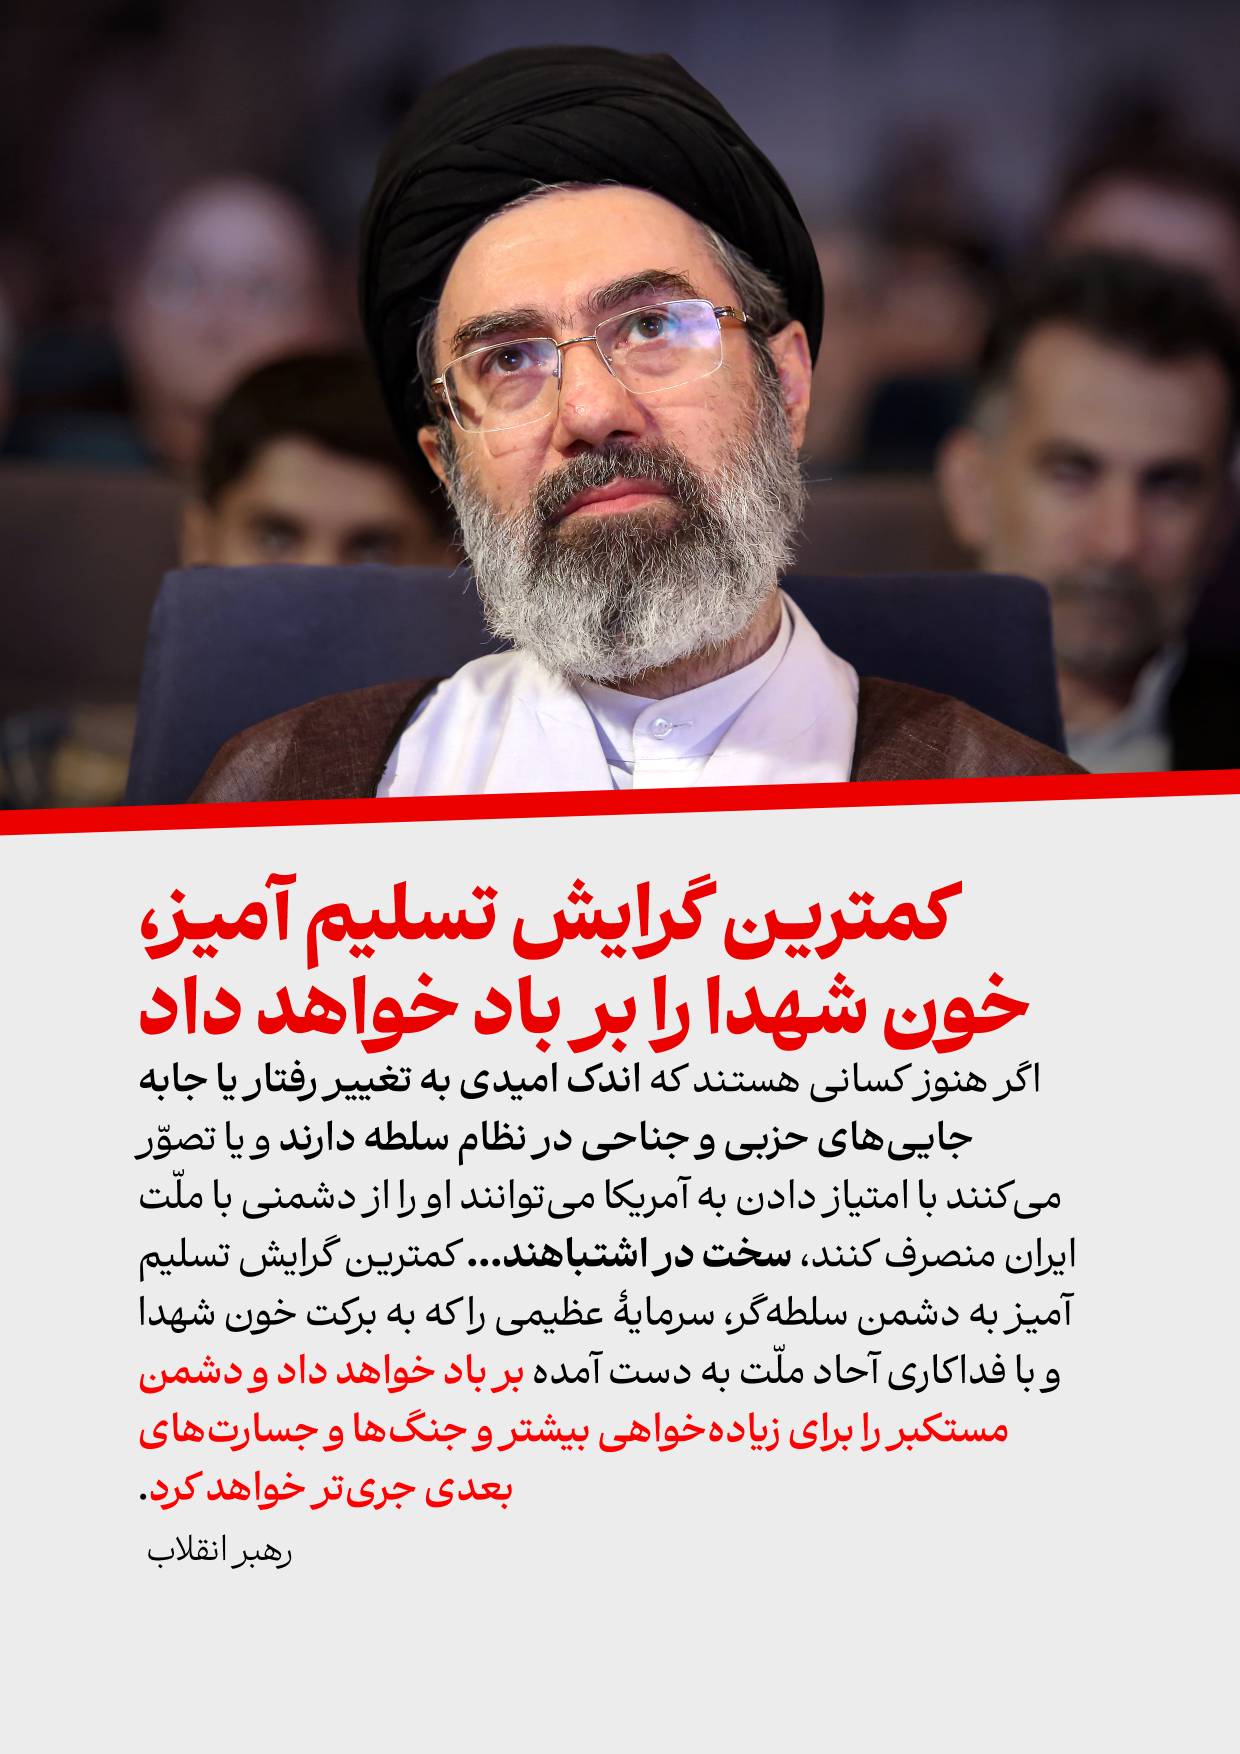 کمترین گرایش تسلیم آمیز،
خون شهدا را بر باد خواهد داد
اگر هنوز کسانی هستند که اندک امیدی به تغییر رفتار یا جابه
جایی‌های حزبی و جناحی در نظام سلطه دارند و یا تصوّر
می‌کنند با امتیاز دادن به آمریکا می‌توانند او را از دشمنی با ملّت
ایران منصرف کنند، سخت در اشتباهند... کمترین گرایش تسلیم
آمیز به دشمن سلطه‌گر، سرمایهٔ عظیمی را که به برکت خون شهدا
و با فداکاری آحاد ملّت به دست آمده بر باد خواهد داد و دشمن
مستکبر را برای زیاده‌خواهی بیشتر و جنگ‌ها و جسارت‌های
بعدی جری‌تر خواهد کرد.
رهبر انقلاب